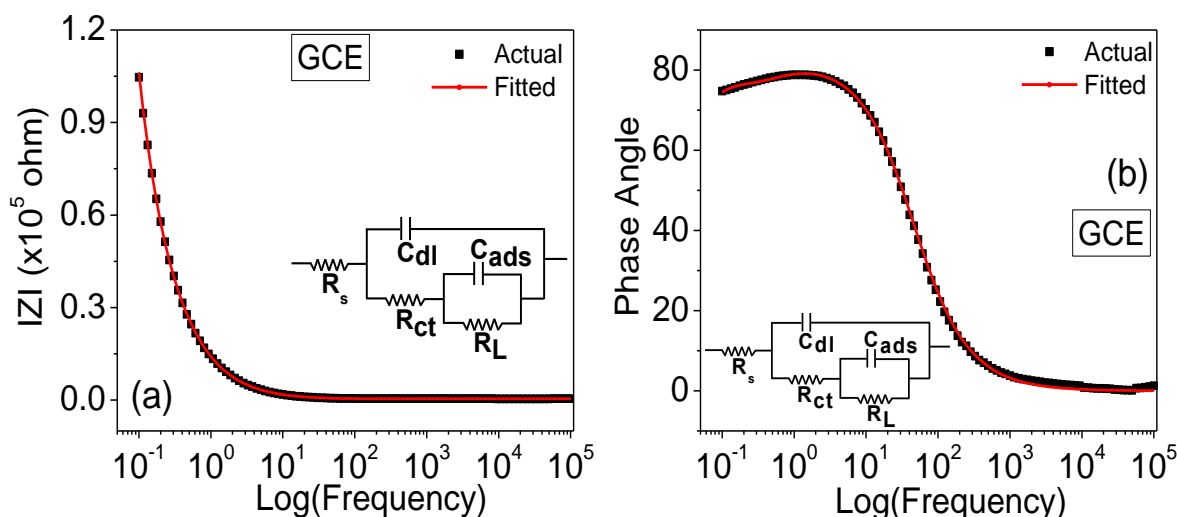 GCE
Actual
Fitted
IZI (x10^5 ohm)
1.2
0.9
0.6
0.3
0.0
C_dl
C_ads
R_s
R_ct
R_L
(a)
10^-1 10^0 10^1 10^2 10^3 10^4 10^5
Log(Frequency)
Actual
Fitted
Phase Angle
80
60
40
20
0
(b)
GCE
C_dl
C_ads
R_s
R_ct
R_L
10^-1 10^0 10^1 10^2 10^3 10^4 10^5
Log(Frequency)